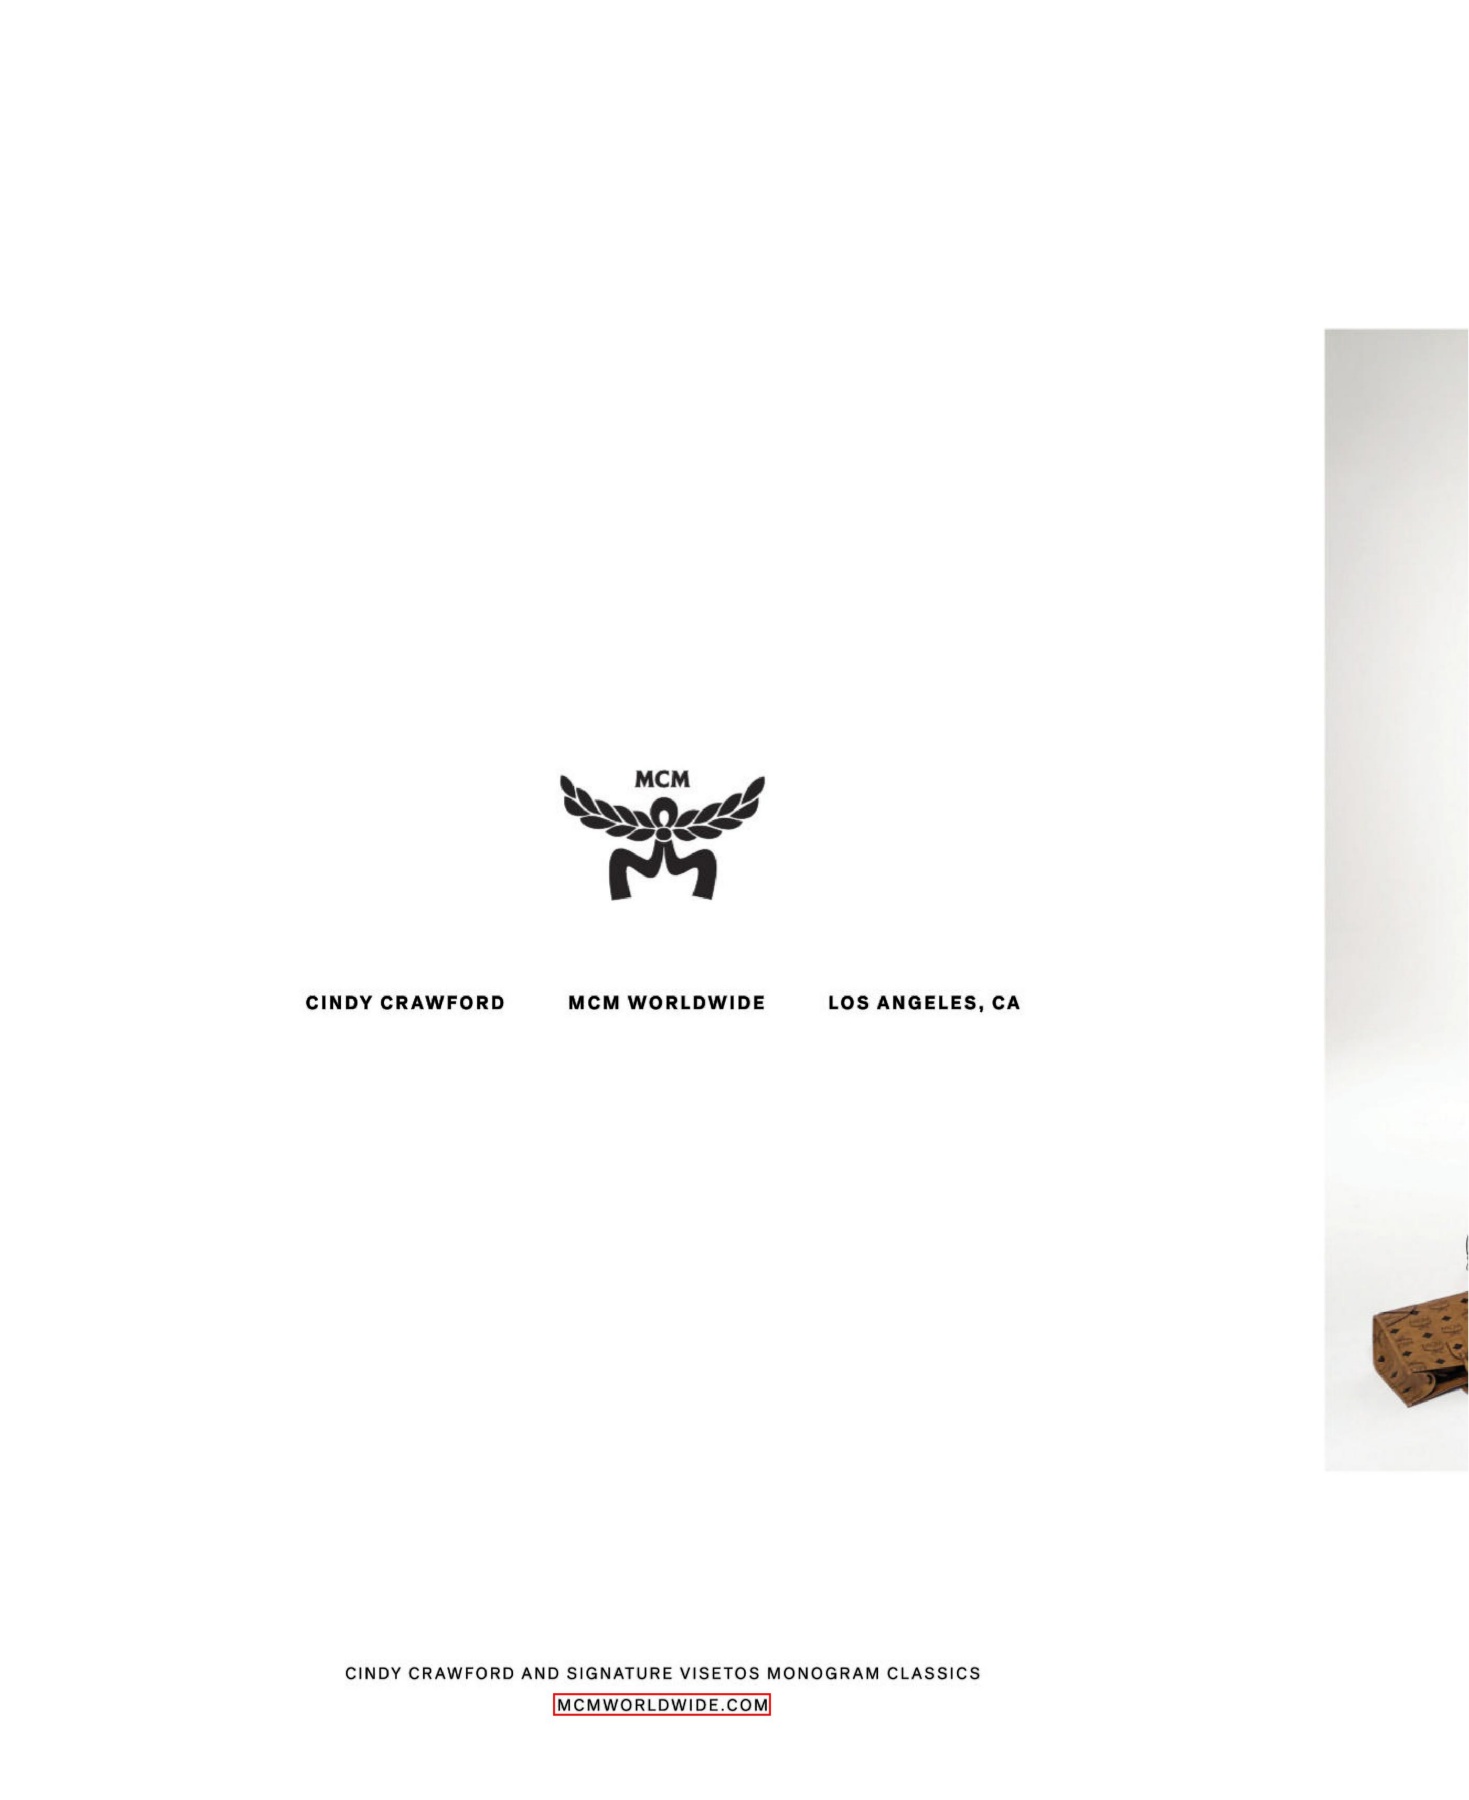 MCM
CINDY CRAWFORD MCM WORLDWIDE LOS ANGELES, CA
CINDY CRAWFORD AND SIGNATURE VISETOS MONOGRAM CLASSICS
MCMWORLDWIDE.COM